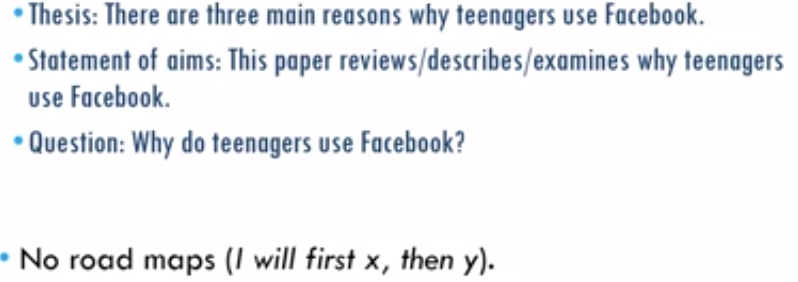 • Thesis: There are three main reasons why teenagers use Facebook.
• Statement of aims: This paper reviews/describes/examines why teenagers
use Facebook.
• Question: Why do teenagers use Facebook?
• No road maps (I will first x, then y).